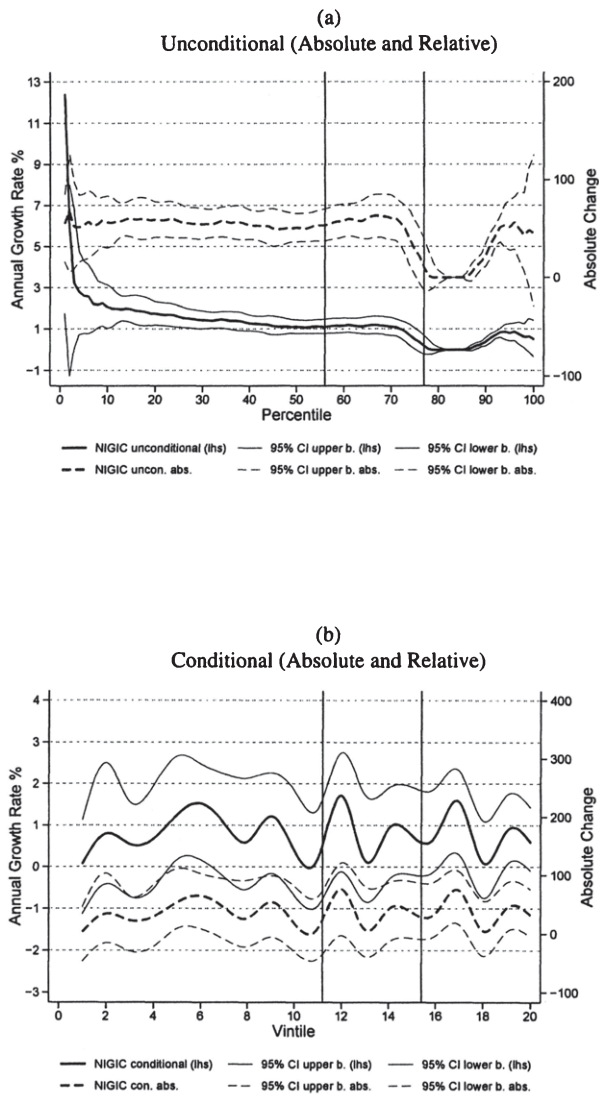 (a)
Unconditional (Absolute and Relative)
13
11
9
7
5
3
1
−1
Annual Growth Rate %
200
100
0
−100
Absolute Change
0 10 20 30 40 50 60 70 80 90 100
Percentile
NIGIC unconditional (lhs) 95% CI upper b. (lhs) 95% CI lower b. (lhs)
NIGIC uncon. abs. 95% CI upper b. abs. 95% CI lower b. abs.
(b)
Conditional (Absolute and Relative)
4
3
2
1
0
−1
−2
−3
Annual Growth Rate %
400
300
200
100
0
−100
Absolute Change
0 2 4 6 8 10 12 14 16 18 20
Vintile
NIGIC conditional (lhs) 95% CI upper b. (lhs) 95% CI lower b. (lhs)
NIGIC con. abs. 95% CI upper b. abs. 95% CI lower b. abs.